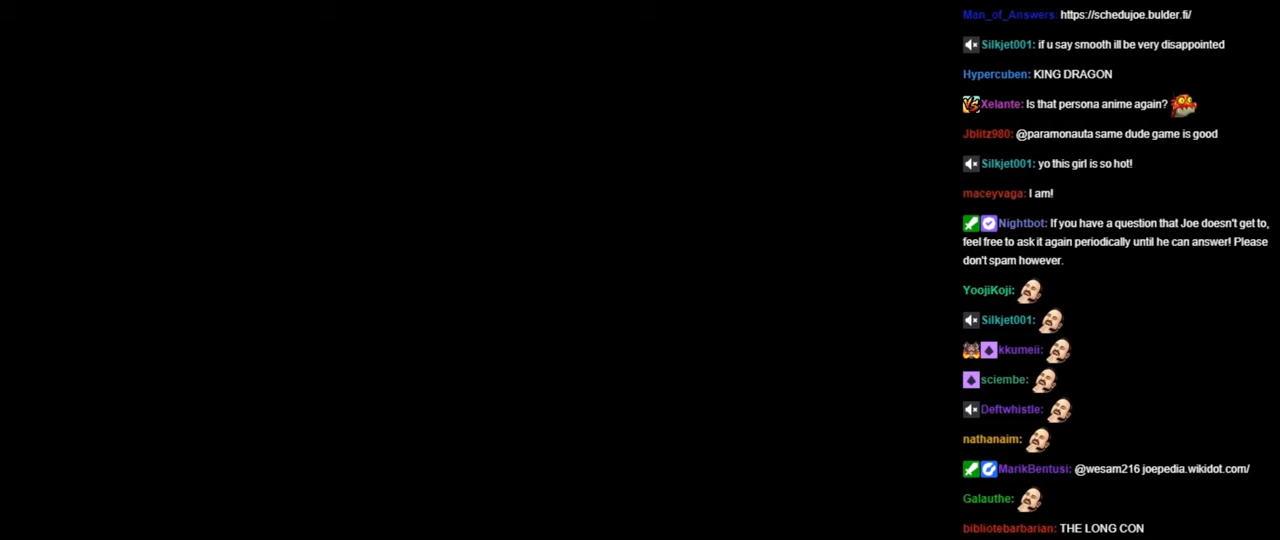 Man_of_Answers: https://schedujoe.bulder.fi/
Silkjet001: if u say smooth ill be very disappointed
Hypercuben: KING DRAGON
Xelante: Is that persona anime again?
Jblitz980: @paramonauta same dude game is good
Silkjet001: yo this girl is so hot!
maceyvaga: I am!
Nightbot: If you have a question that Joe doesn't get to,
feel free to ask it again periodically until he can answer! Please
don't spam however.
YoojiKoji:
Silkjet001:
kkumeii:
sciembe:
Deftwhistle:
nathanaim:
MarikBentusi: @wesam216 joepedia.wikidot.com/
Galauthe:
bibliotebarbarian: THE LONG CON